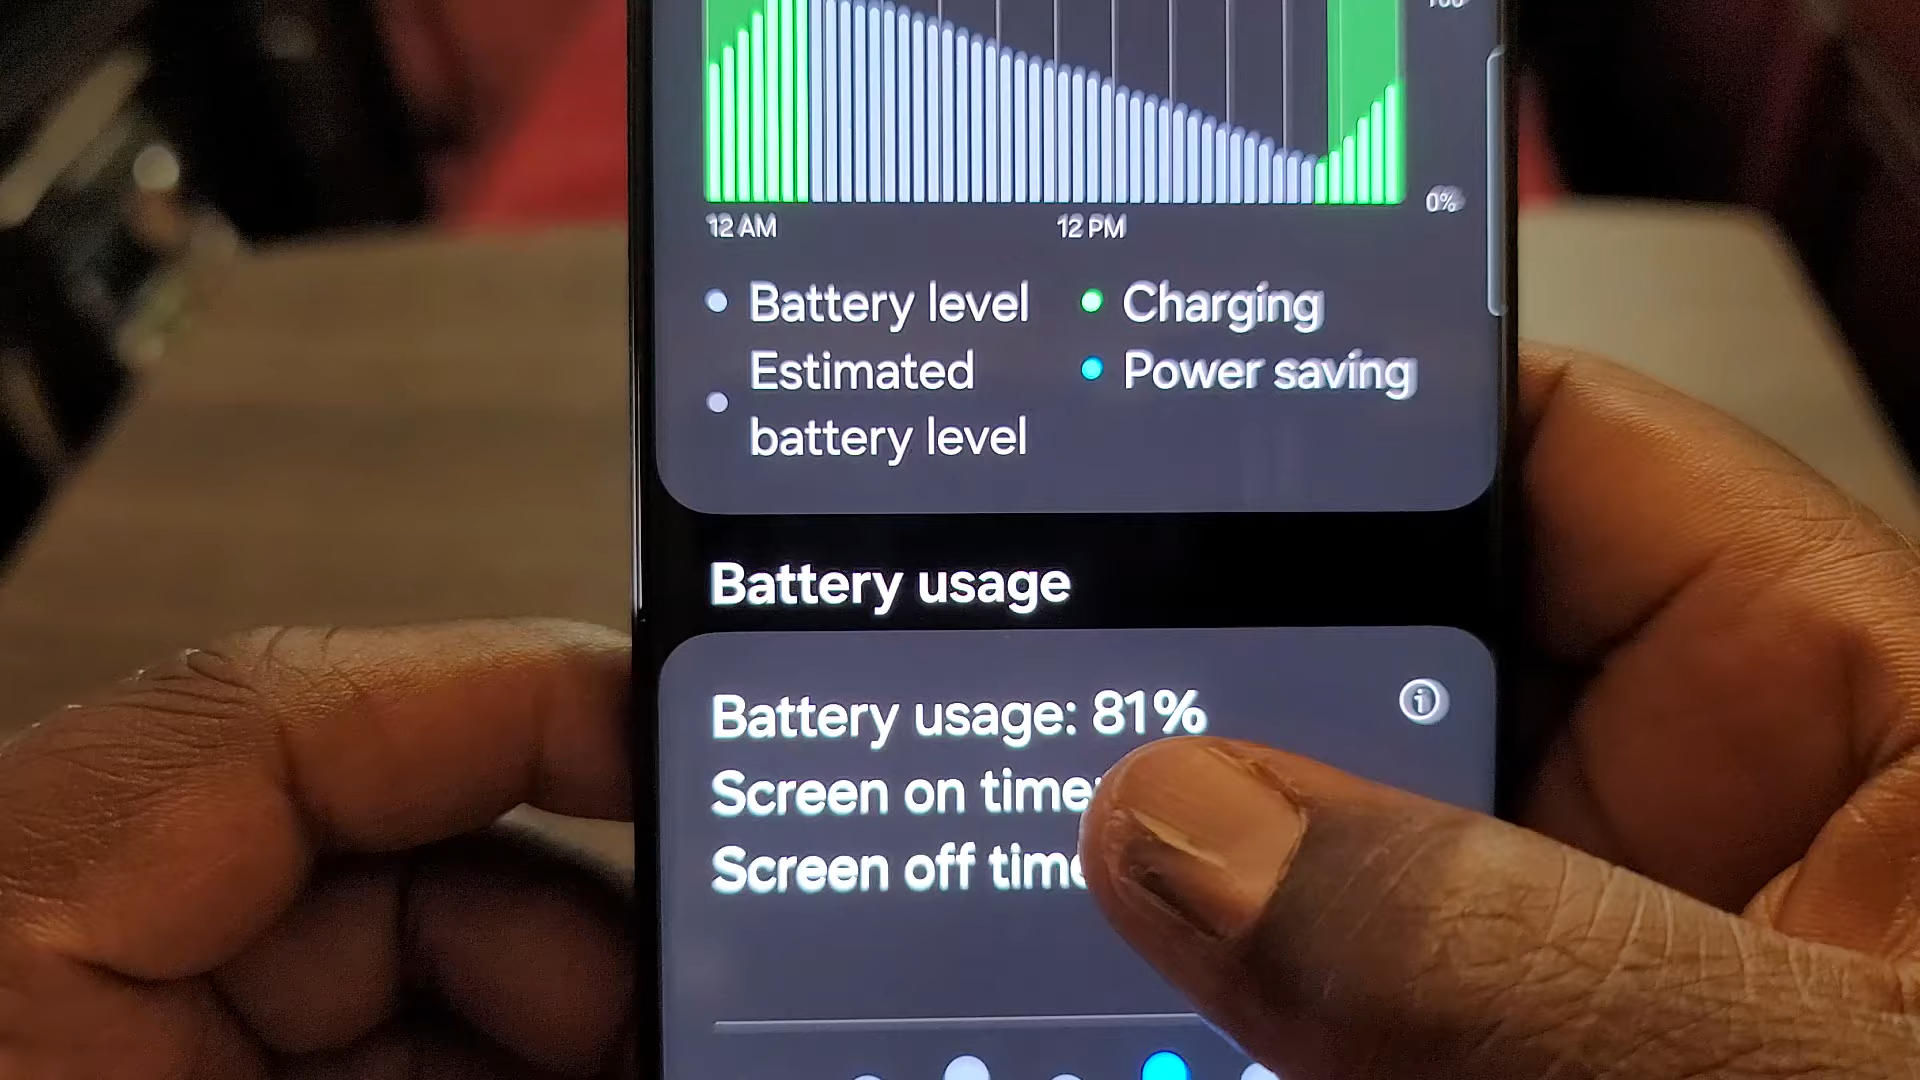 100
0%
12 AM 12 PM
Battery level Charging
Estimated Power saving
battery level
Battery usage
Battery usage: 81%
Screen on time:
Screen off time